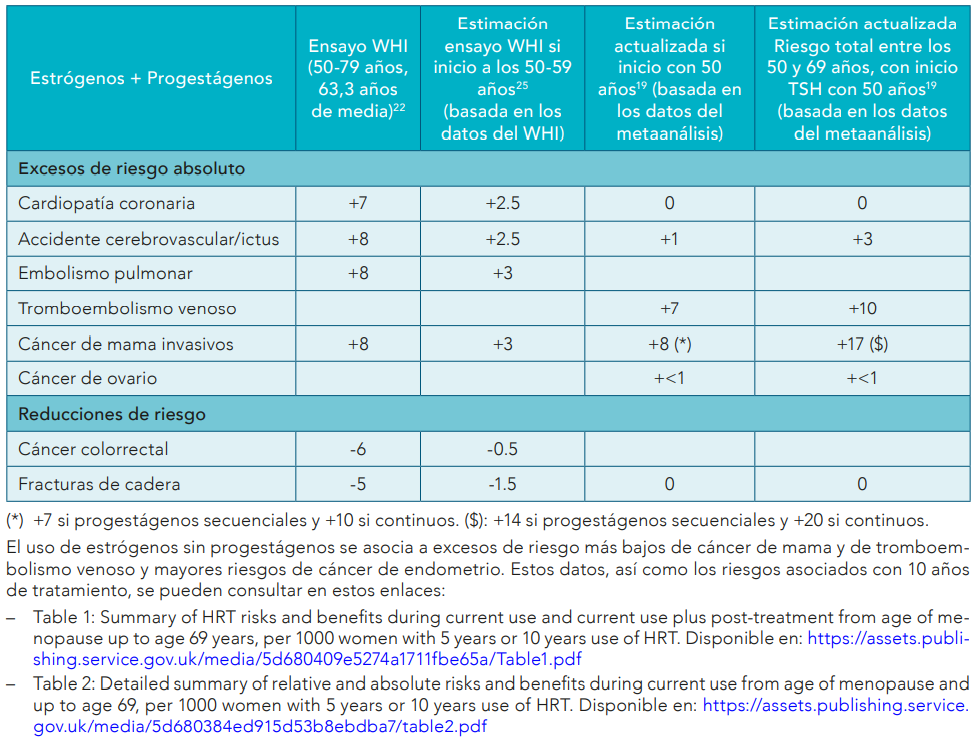 Estrógenos + Progestágenos
Ensayo WHI
(50-79 años,
63,3 años
de media)22
Estimación
ensayo WHI si
inicio a los 50-59
años25
(basada en los
datos del WHI)
Estimación
actualizada si
inicio con 50
años19 (basada en
los datos del
metaanálisis)
Estimación actualizada
Riesgo total entre los
50 y 69 años, con inicio
TSH con 50 años19
(basada en los datos
del metaanálisis)
Excesos de riesgo absoluto
Cardiopatía coronaria +7 +2.5 0 0
Accidente cerebrovascular/ictus +8 +2.5 +1 +3
Embolismo pulmonar +8 +3
Tromboembolismo venoso +7 +10
Cáncer de mama invasivos +8 +3 +8 (*) +17 ($)
Cáncer de ovario +<1 +<1
Reducciones de riesgo
Cáncer colorrectal -6 -0.5
Fracturas de cadera -5 -1.5 0 0
(*) +7 si progestágenos secuenciales y +10 si continuos. ($): +14 si progestágenos secuenciales y +20 si continuos.
El uso de estrógenos sin progestágenos se asocia a excesos de riesgo más bajos de cáncer de mama y de tromboem-
bolismo venoso y mayores riesgos de cáncer de endometrio. Estos datos, así como los riesgos asociados con 10 años
de tratamiento, se pueden consultar en estos enlaces:
– Table 1: Summary of HRT risks and benefits during current use and current use plus post-treatment from age of me-
nopause up to age 69 years, per 1000 women with 5 years or 10 years use of HRT. Disponible en: https://assets.publi-
shing.service.gov.uk/media/5d680409e5274a1711fbe65a/Table1.pdf
– Table 2: Detailed summary of relative and absolute risks and benefits during current use from age of menopause and
up to age 69, per 1000 women with 5 years or 10 years use of HRT. Disponible en: https://assets.publishing.service.
gov.uk/media/5d680384ed915d53b8ebdba7/table2.pdf